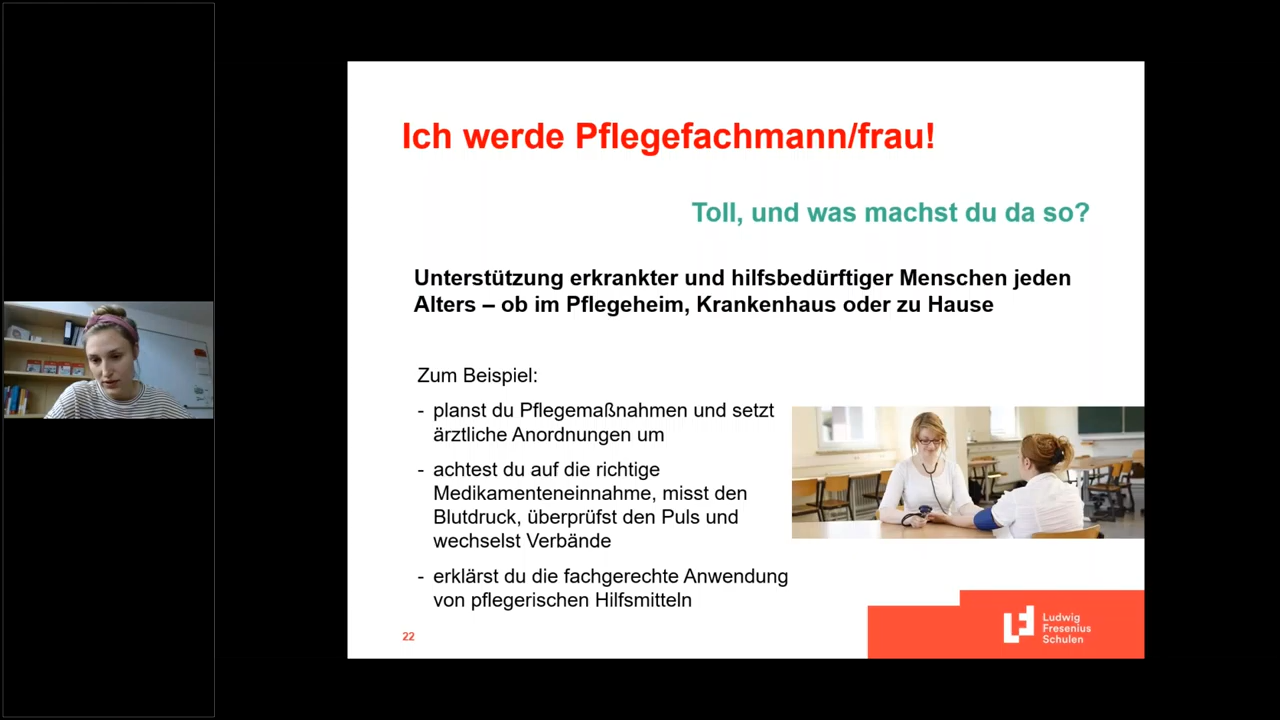 Ich werde Pflegefachmann/frau!
Toll, und was machst du da so?
Unterstützung erkrankter und hilfsbedürftiger Menschen jeden
Alters – ob im Pflegeheim, Krankenhaus oder zu Hause
Zum Beispiel:
- planst du Pflegemaßnahmen und setzt
ärztliche Anordnungen um
- achtest du auf die richtige
Medikamenteneinnahme, misst den
Blutdruck, überprüfst den Puls und
wechselst Verbände
- erklärst du die fachgerechte Anwendung
von pflegerischen Hilfsmitteln
22
Ludwig
Fresenius
Schulen